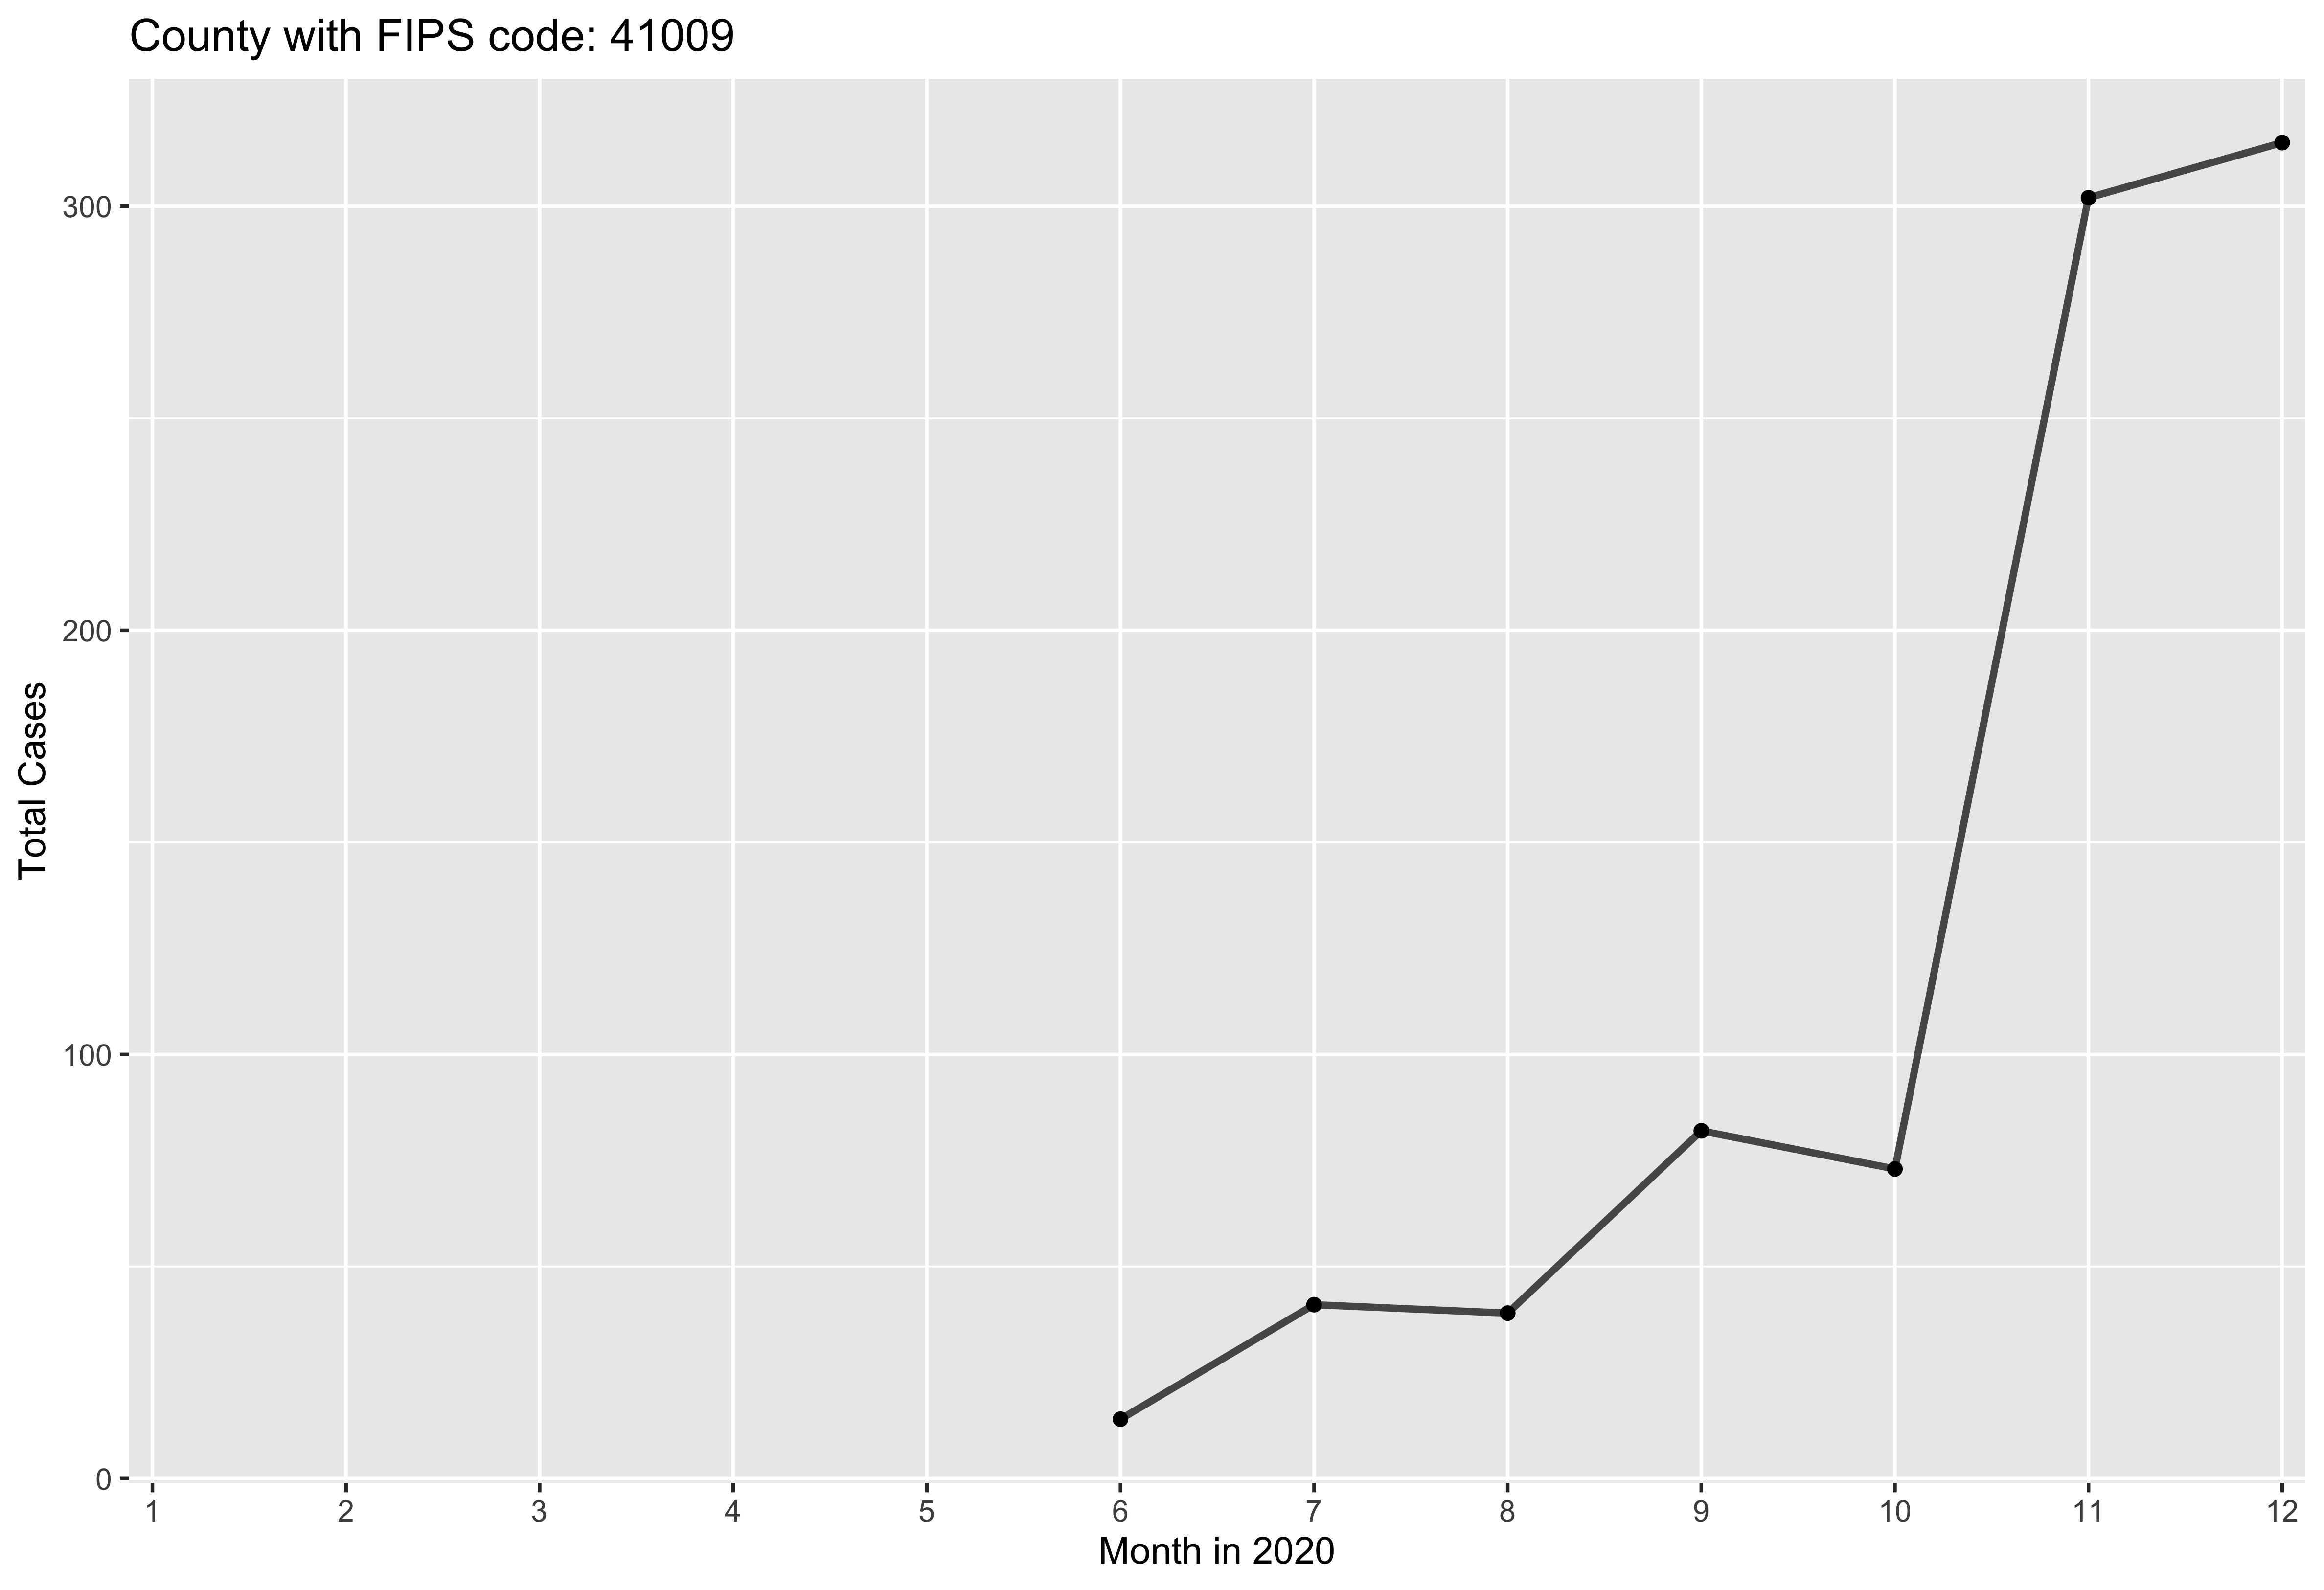 County with FIPS code: 41009
300
200
100
0
Total Cases
1 2 3 4 5 6 7 8 9 10 11 12
Month in 2020